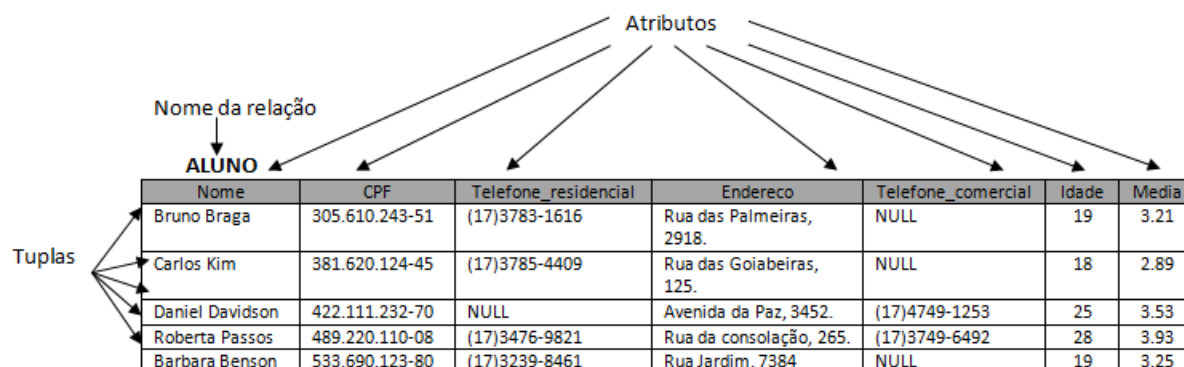 Atributos
Nome da relação
ALUNO
Nome CPF Telefone_residencial Endereco Telefone_comercial Idade Media
Bruno Braga 305.610.243-51 (17)3783-1616 Rua das Palmeiras, NULL 19 3.21
2918.
Tuplas
Carlos Kim 381.620.124-45 (17)3785-4409 Rua das Goiabeiras, NULL 18 2.89
125.
Daniel Davidson 422.111.232-70 NULL Avenida da Paz, 3452. (17)4749-1253 25 3.53
Roberta Passos 489.220.110-08 (17)3476-9821 Rua da consolação, 265. (17)3749-6492 28 3.93
Barbara Benson 533.690.123-80 (17)3239-8461 Rua Jardim, 7384 NULL 19 3.25